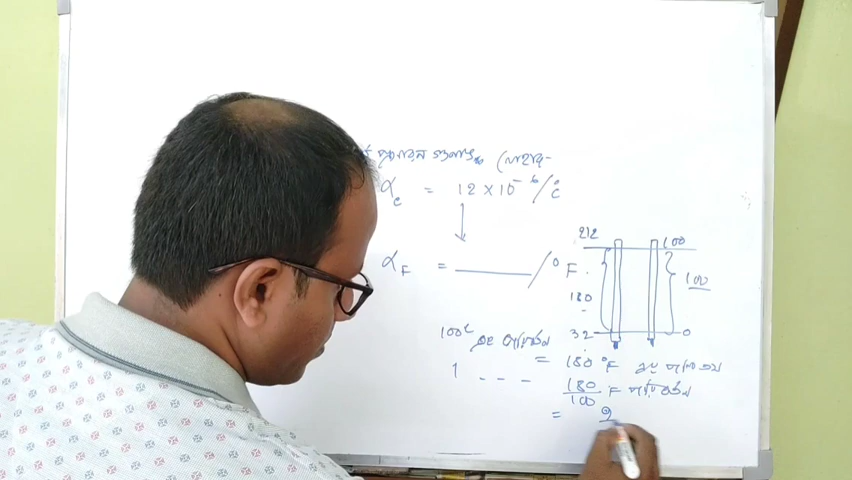 প্রসারন গুনাঙ্ক (লোহার-
α_c = 12 × 10⁻⁶/°C
α_F = ______ /°F
212 100
180 100
32 0
100°C এর পরিবর্তন = 180 °F এর পরিবর্তন
1 - - - 180/100 °F পরিবর্তন
= 9